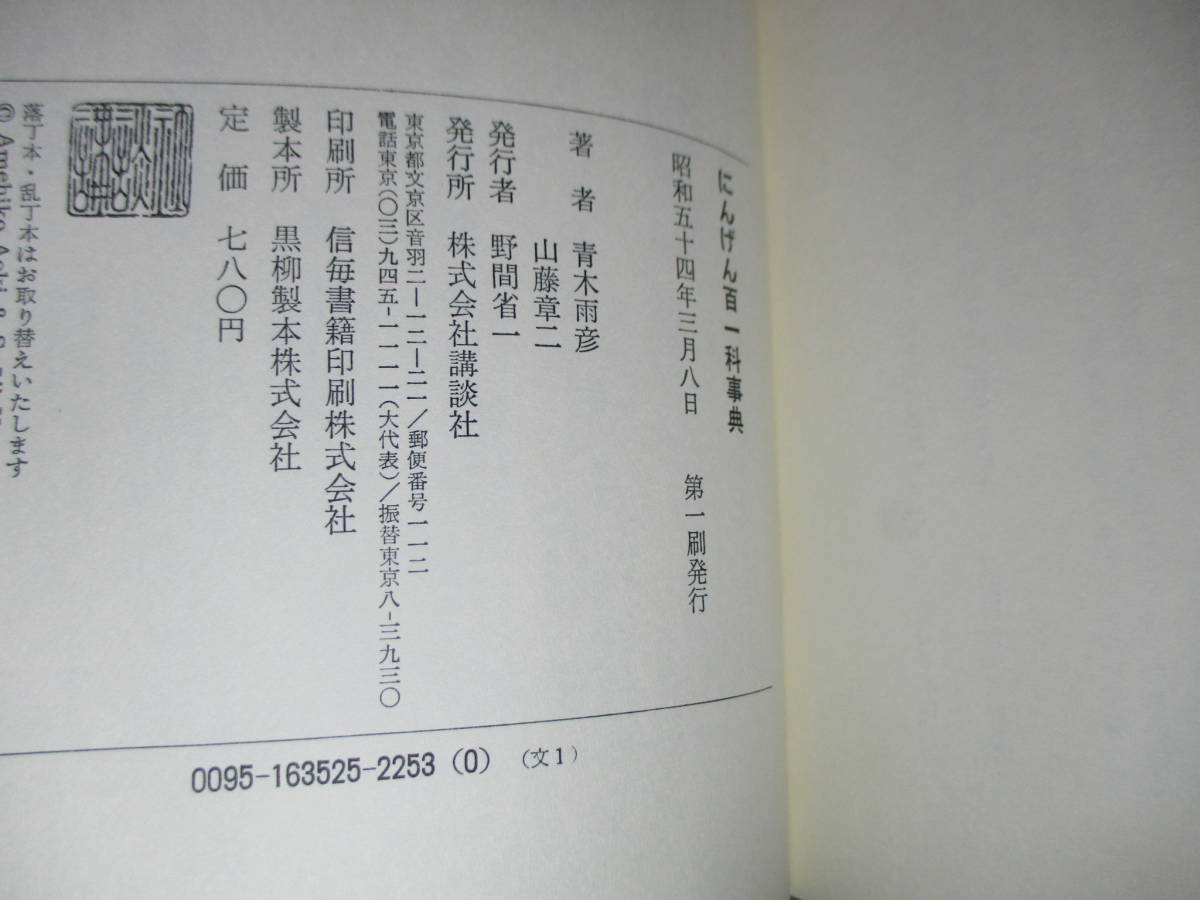 にんげん百一科事典
昭和五十四年三月八日　第一刷発行
著者　青木雨彦
山藤章二
発行者　野間省一
発行所　株式会社講談社
東京都文京区音羽二-一二-二一/郵便番号一一二
電話東京(〇三)九四五-一一一一(大代表)/振替東京八-三九三〇
印刷所　信毎書籍印刷株式会社
製本所　黒柳製本株式会社
定価　七八〇円
落丁本・乱丁本はお取り替えいたします
0095-163525-2253 (0) (文1)